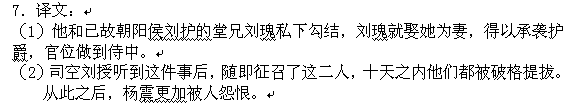 7．译文：
（1）他和已故朝阳侯刘护的堂兄刘瑰私下勾结，刘瑰就娶她为妻，得以承袭护
爵，官位做到侍中。
（2）司空刘授听到这件事后，随即征召了这二人，十天之内他们都被破格提拔。
从此之后，杨震更加被人怨恨。